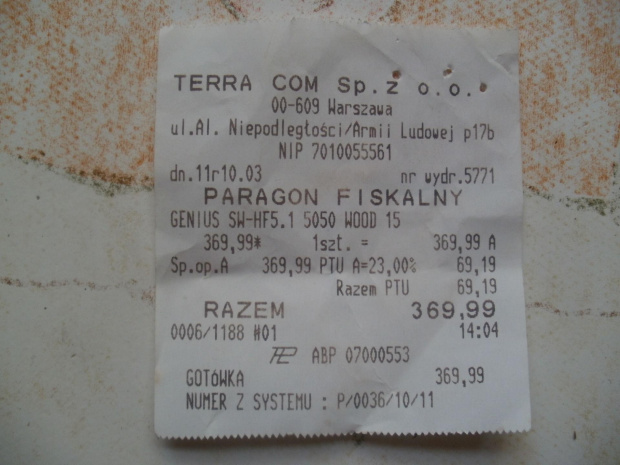 TERRA COM Sp.z o.o.
00-609 Warszawa
ul.Al. Niepodległości/Armii Ludowej p17b
NIP 7010055561
dn.11r10.03 nr wydr.5771
PARAGON FISKALNY
GENIUS SW-HF5.1 5050 WOOD 15
369,99* 1szt. = 369,99 A
Sp.op.A 369,99 PTU A=23,00% 69,19
Razem PTU 69,19
RAZEM 369,99
0006/1188 #01 14:04
ABP 07000553
GOTÓWKA 369,99
NUMER Z SYSTEMU : P/0036/10/11